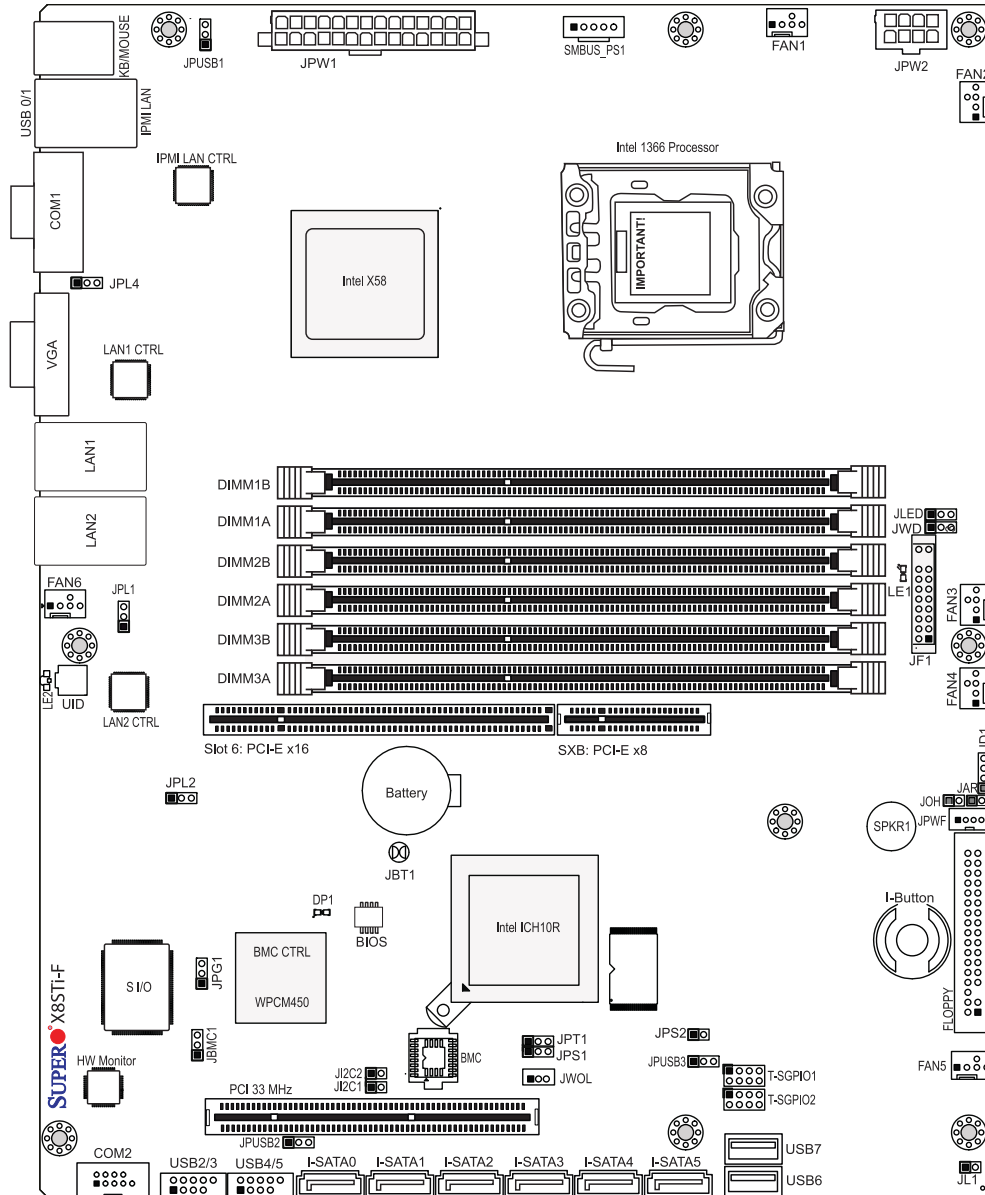 KB/MOUSE
JPUSB1
JPW1
SMBUS_PS1
FAN1
JPW2
FAN2
USB 0/1
IPMI LAN
IPMI LAN CTRL
Intel 1366 Processor
COM1
IMPORTANT!
Intel X58
JPL4
VGA
LAN1 CTRL
LAN1
DIMM1B
LAN2
DIMM1A
JLED
JWD
DIMM2B
FAN6
JPL1
DIMM2A
LE1
FAN3
DIMM3B
JF1
DIMM3A
FAN4
LE2
UID
LAN2 CTRL
Slot 6: PCI-E x16
SXB: PCI-E x8
JPL2
Battery
JD1
JAR
JOH
JPWF
SPKR1
JBT1
DP1
BIOS
I-Button
Intel ICH10R
BMC CTRL
WPCM450
S I/O
JPG1
FLOPPY
SUPER X8STi-F
JBMC1
JPT1
JPS1
JPS2
BMC
HW Monitor
JPUSB3
FAN5
JI2C2
JI2C1
JWOL
T-SGPIO1
T-SGPIO2
PCI 33 MHz
JPUSB2
COM2
USB2/3
USB4/5
I-SATA0
I-SATA1
I-SATA2
I-SATA3
I-SATA4
I-SATA5
USB7
USB6
JL1